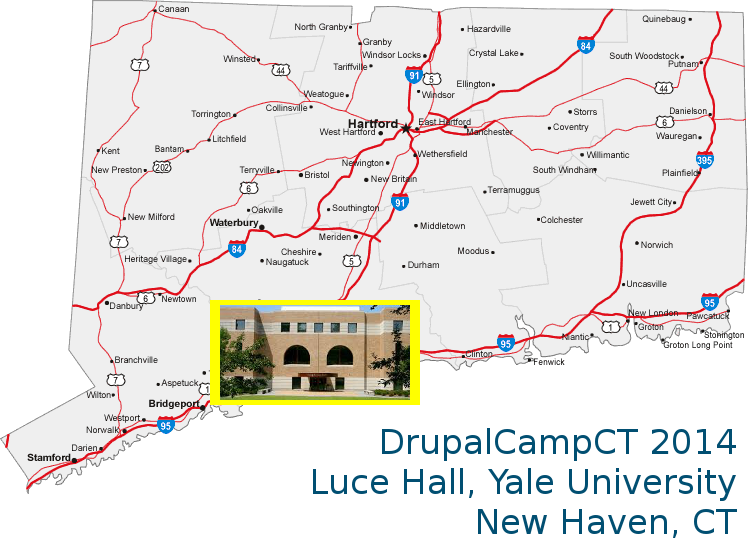 Canaan
North Granby
Quinebaug
Hazardville
Granby
84
Winsted
Windsor Locks
Crystal Lake
South Woodstock
7
44
Tariffville
Putnam
91
5
Ellington
Windsor
44
Weatogue
Collinsville
Torrington
Storrs
Danielson
Hartford
East Hartford
6
West Hartford
Manchester
Coventry
Litchfield
Wauregan
Kent
Bantam
Wethersfield
Willimantic
395
New Preston
202
Newington
South Windham
Terryville
Bristol
New Britain
Plainfield
6
Terramuggus
91
Jewett City
Oakville
Southington
New Milford
Colchester
Waterbury
Middletown
Meriden
7
84
Norwich
Cheshire
Moodus
Heritage Village
Naugatuck
5
Durham
Uncasville
6
Newtown
Danbury
95
New London
Pawcatuck
1
Groton
Niantic
Stonington
95
Groton Long Point
Clinton
Fenwick
Branchville
7
Aspetuck
1
Wilton
Bridgeport
Westport
95
Norwalk
Darien
Stamford
DrupalCampCT 2014
Luce Hall, Yale University
New Haven, CT